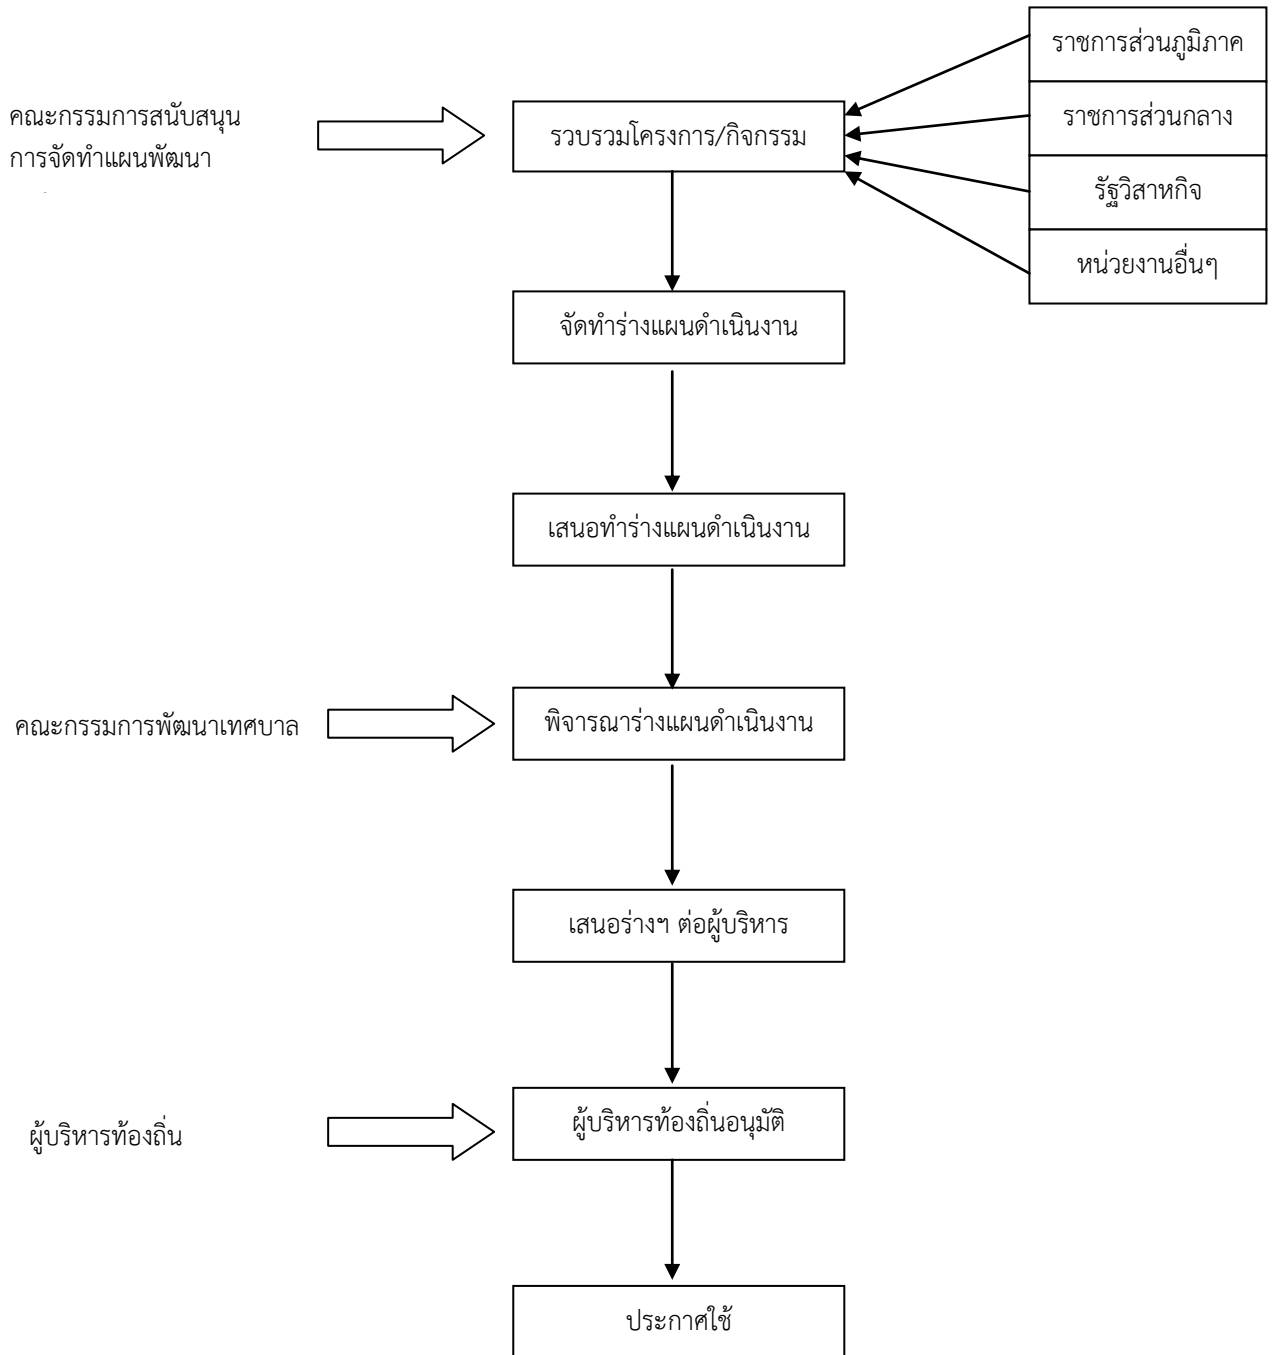 ราชการส่วนภูมิภาค
ราชการส่วนกลาง
รัฐวิสาหกิจ
หน่วยงานอื่นๆ
คณะกรรมการสนับสนุน
การจัดทำแผนพัฒนา
รวบรวมโครงการ/กิจกรรม
จัดทำร่างแผนดำเนินงาน
เสนอทำร่างแผนดำเนินงาน
คณะกรรมการพัฒนาเทศบาล
พิจารณาร่างแผนดำเนินงาน
เสนอร่างฯ ต่อผู้บริหาร
ผู้บริหารท้องถิ่น
ผู้บริหารท้องถิ่นอนุมัติ
ประกาศใช้